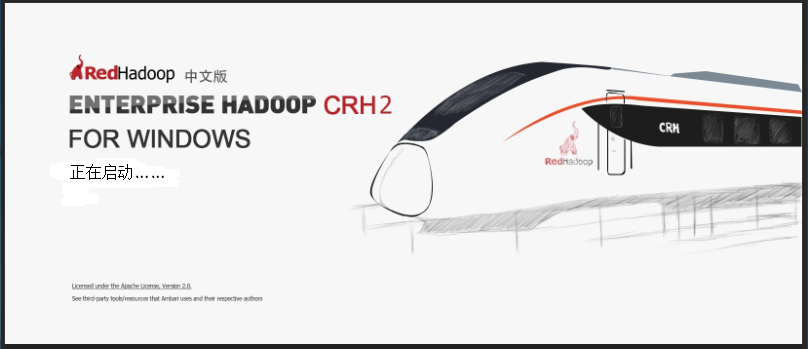 RedHadoop 中文版
ENTERPRISE HADOOP CRH2
FOR WINDOWS
正在启动......
CRH
RedHadoop
Licensed under the Apache License, Version 2.0.
See third-party tools/resources that Ambari uses and their respective authors